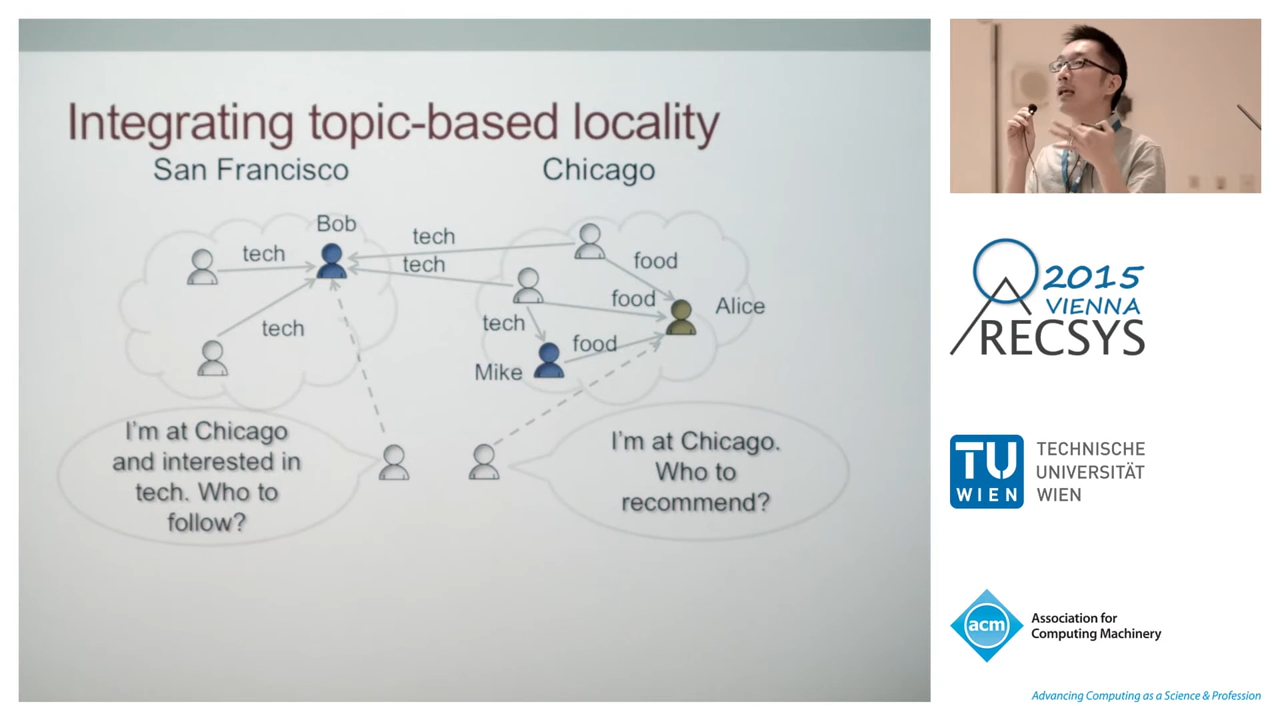 Integrating topic-based locality
San Francisco
Chicago
Bob
tech
tech
tech
tech
food
food
Alice
tech
food
Mike
I'm at Chicago
and interested in
tech. Who to
follow?
I'm at Chicago.
Who to
recommend?
2015
VIENNA
RECSYS
TU
WIEN
TECHNISCHE
UNIVERSITÄT
WIEN
acm
Association for
Computing Machinery
Advancing Computing as a Science & Profession